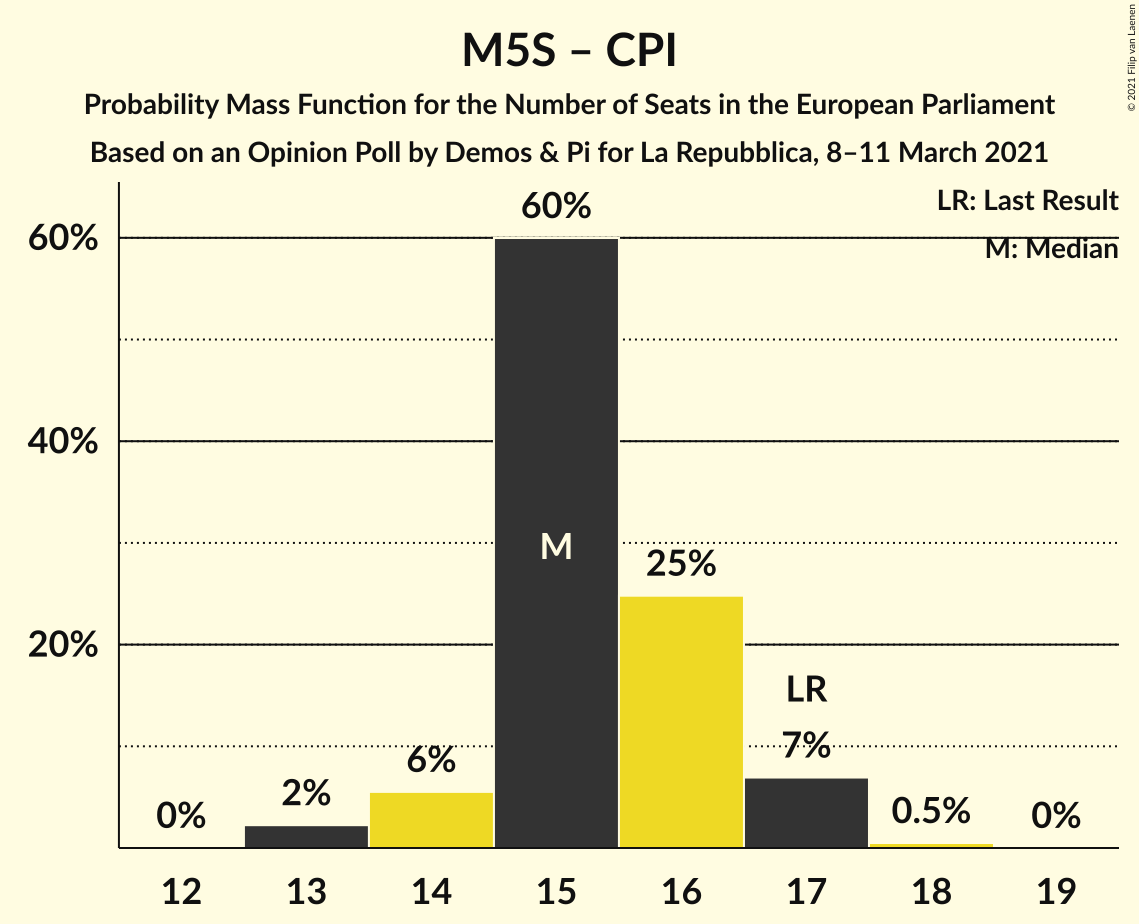 M5S – CPI
Probability Mass Function for the Number of Seats in the European Parliament
Based on an Opinion Poll by Demos & Pi for La Repubblica, 8–11 March 2021
© 2021 Filip van Laenen
LR: Last Result
M: Median
60%
40%
20%
0%
2%
6%
60%
M
25%
LR
7%
0.5%
0%
12 13 14 15 16 17 18 19